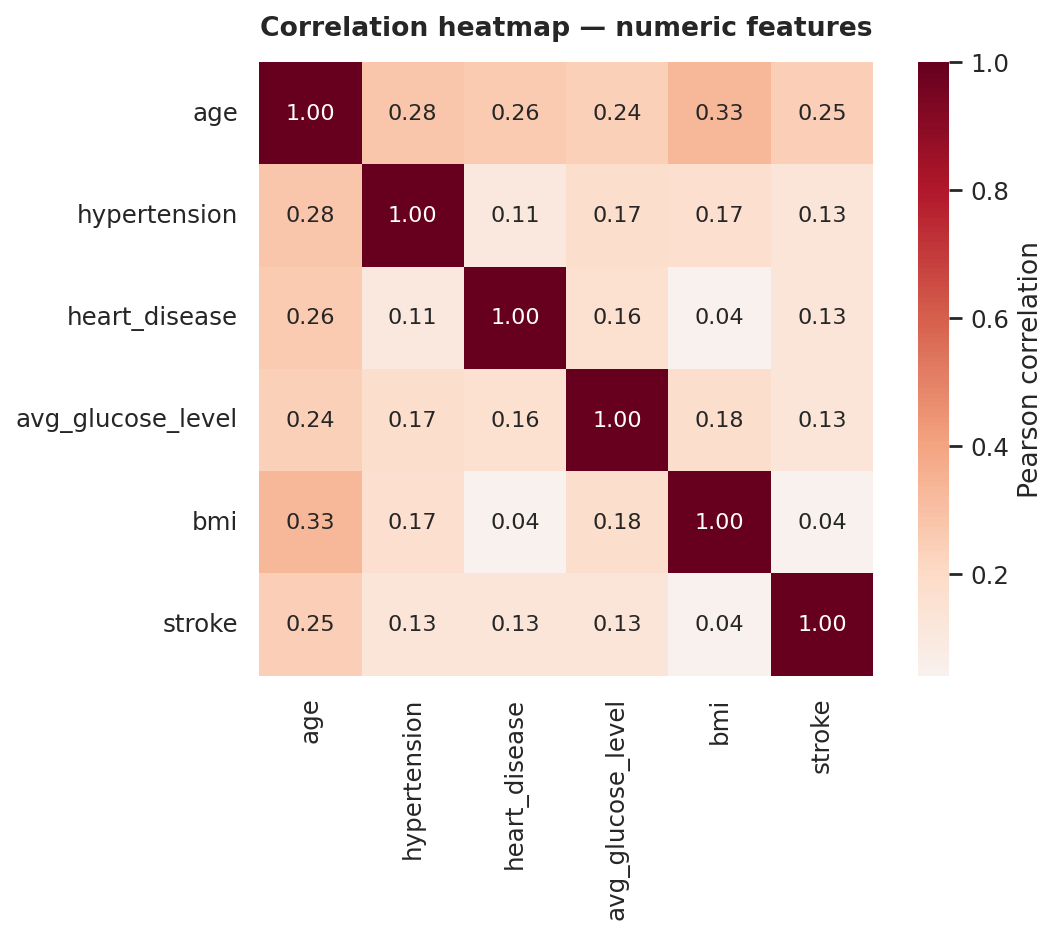 Correlation heatmap — numeric features
age 1.00 0.28 0.26 0.24 0.33 0.25
hypertension 0.28 1.00 0.11 0.17 0.17 0.13
heart_disease 0.26 0.11 1.00 0.16 0.04 0.13
avg_glucose_level 0.24 0.17 0.16 1.00 0.18 0.13
bmi 0.33 0.17 0.04 0.18 1.00 0.04
stroke 0.25 0.13 0.13 0.13 0.04 1.00
age hypertension heart_disease avg_glucose_level bmi stroke
1.0
0.8
0.6
0.4
0.2
Pearson correlation